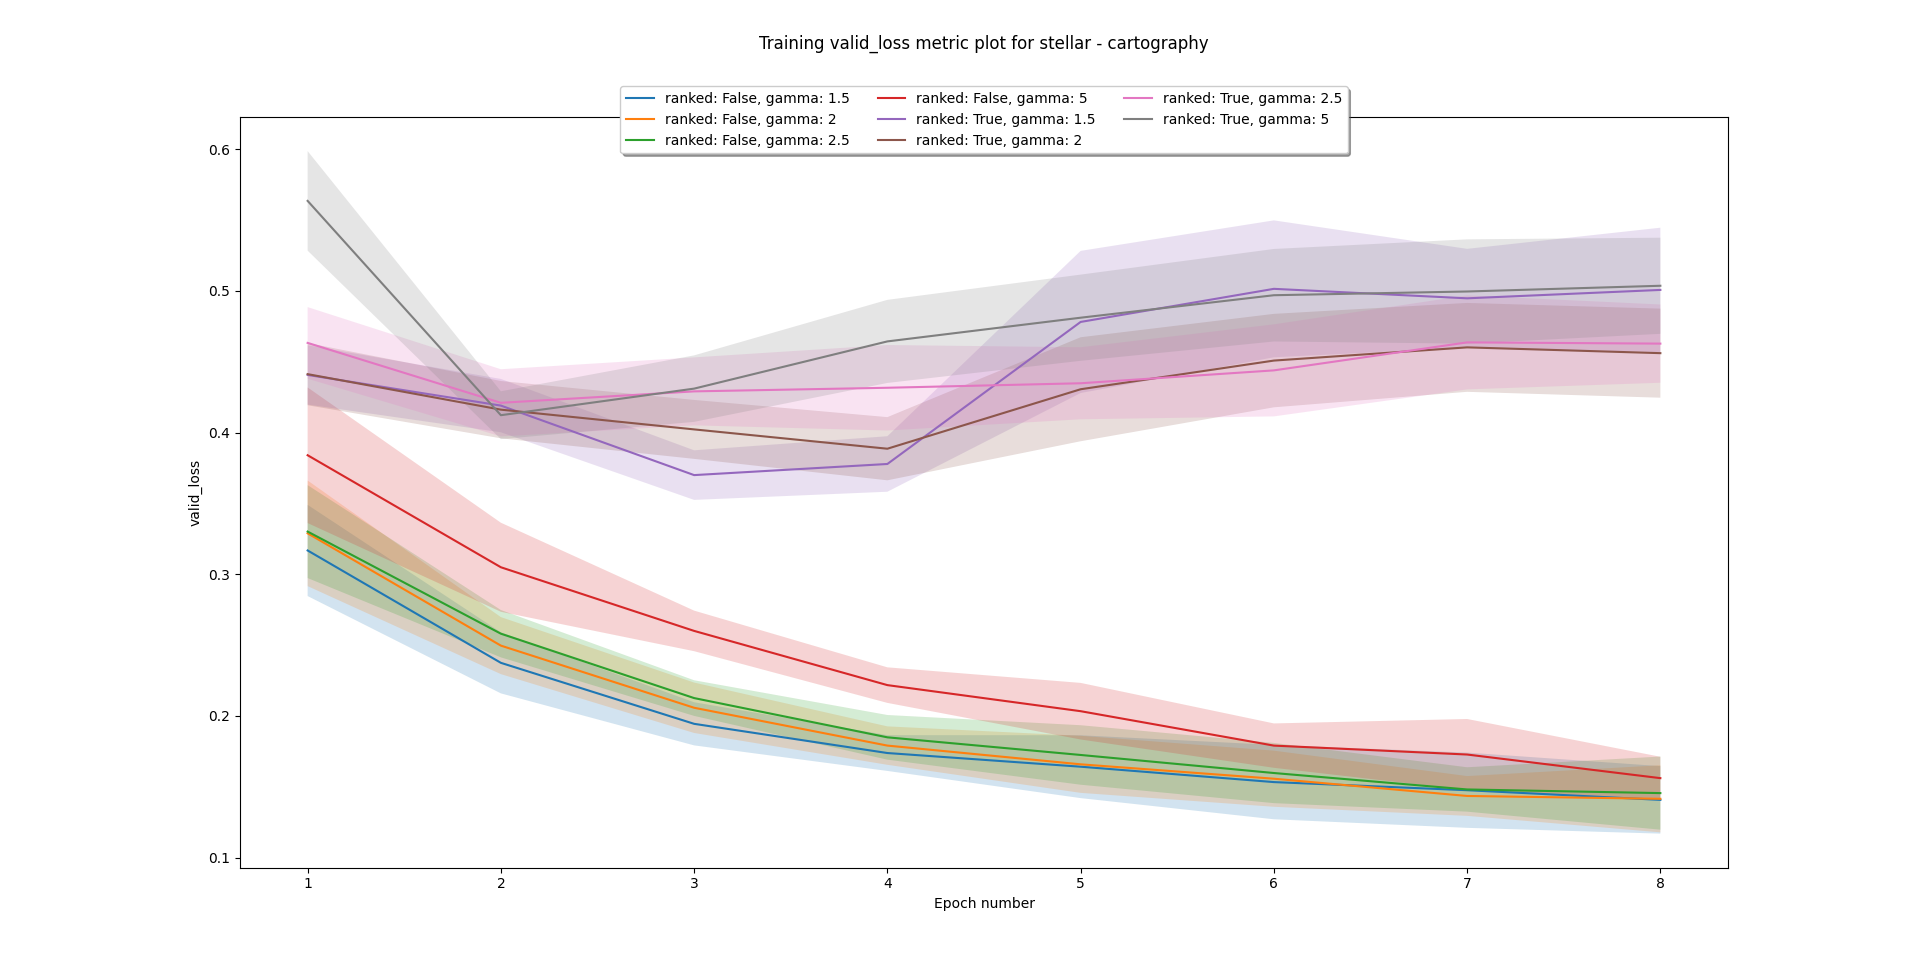 Training valid_loss metric plot for stellar - cartography
ranked: False, gamma: 1.5
ranked: False, gamma: 2
ranked: False, gamma: 2.5
ranked: False, gamma: 5
ranked: True, gamma: 1.5
ranked: True, gamma: 2
ranked: True, gamma: 2.5
ranked: True, gamma: 5
0.6
0.5
0.4
0.3
0.2
0.1
valid_loss
1 2 3 4 5 6 7 8
Epoch number